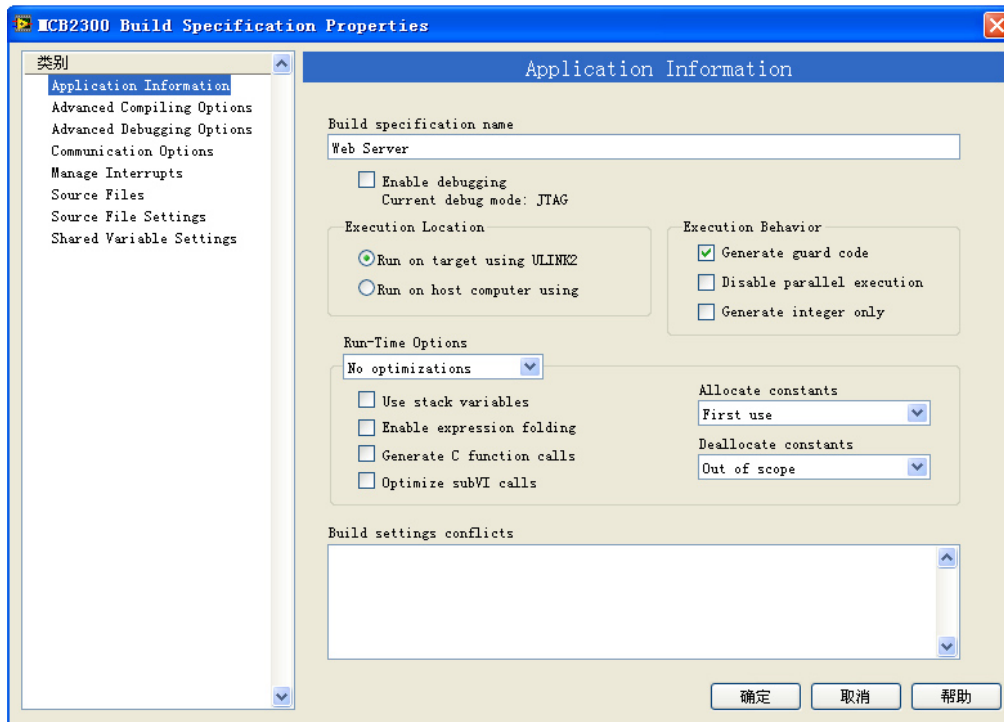 MCB2300 Build Specification Properties
类别
Application Information
Advanced Compiling Options
Advanced Debugging Options
Communication Options
Manage Interrupts
Source Files
Source File Settings
Shared Variable Settings
Application Information
Build specification name
Web Server
Enable debugging
Current debug mode: JTAG
Execution Location
Run on target using ULINK2
Run on host computer using
Execution Behavior
Generate guard code
Disable parallel execution
Generate integer only
Run-Time Options
No optimizations
Use stack variables
Enable expression folding
Generate C function calls
Optimize subVI calls
Allocate constants
First use
Deallocate constants
Out of scope
Build settings conflicts
确定 取消 帮助